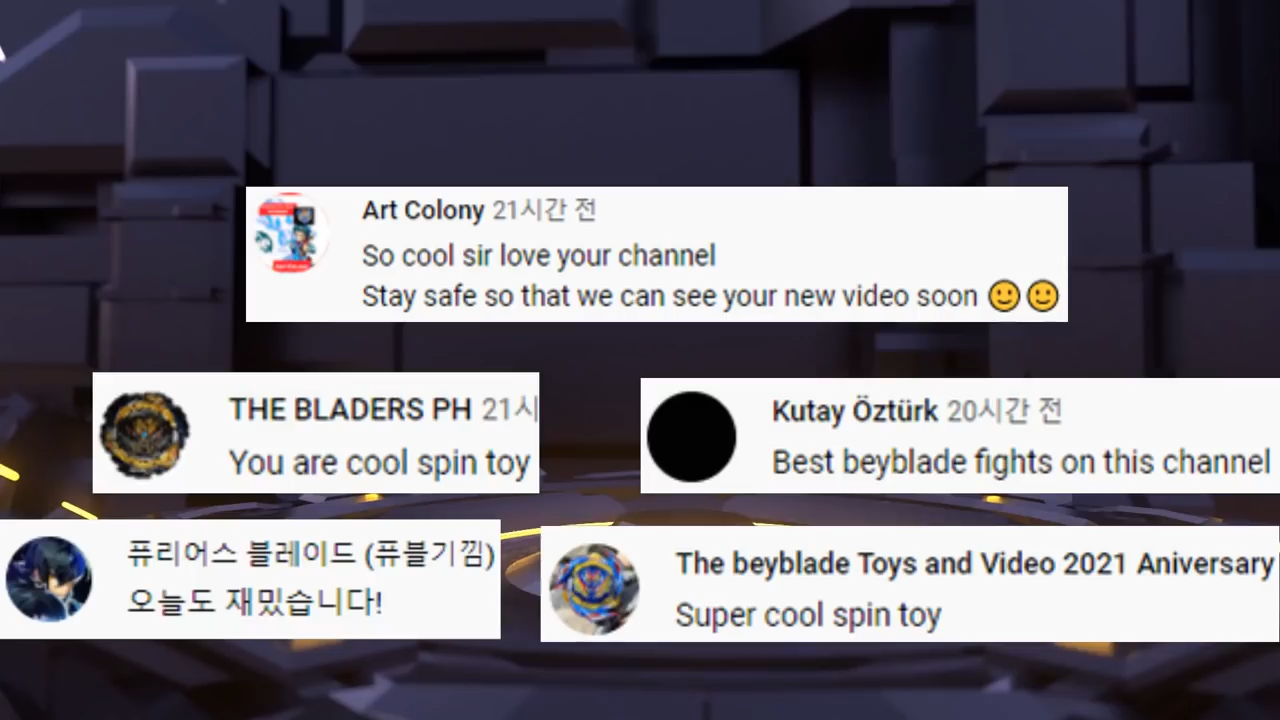 Art Colony 21시간 전
So cool sir love your channel
Stay safe so that we can see your new video soon 🙂🙂
THE BLADERS PH 21시
You are cool spin toy
Kutay Öztürk 20시간 전
Best beyblade fights on this channel
퓨리어스 블레이드 (퓨블기낌)
오늘도 재밌습니다!
The beyblade Toys and Video 2021 Aniversary
Super cool spin toy